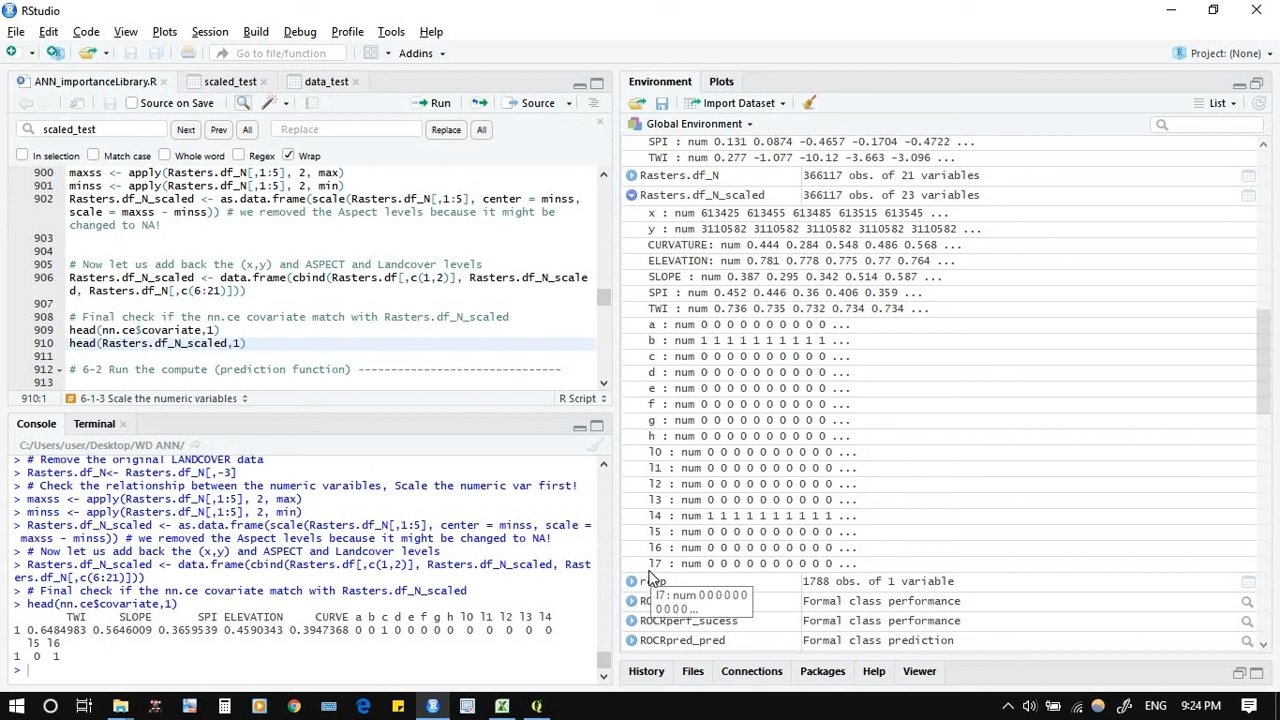 RStudio
File Edit Code View Plots Session Build Debug Profile Tools Help
Go to file/function
Addins
Project: (None)
ANN_importanceLibrary.R
scaled_test
data_test
Source on Save
Run
Source
scaled_test
Next
Prev
All
Replace
Replace
All
In selection
Match case
Whole word
Regex
Wrap
900 maxss <- apply(Rasters.df_N[,1:5], 2, max)
901 minss <- apply(Rasters.df_N[,1:5], 2, min)
902 Rasters.df_N_scaled <- as.data.frame(scale(Rasters.df_N[,1:5], center = minss,
scale = maxss - minss)) # we removed the Aspect levels because it might be
changed to NA!
903
904
905 # Now let us add back the (x,y) and ASPECT and Landcover levels
906 Rasters.df_N_scaled <- data.frame(cbind(Rasters.df[,c(1,2)], Rasters.df_N_scale
d, Rasters.df_N[,c(6:21)]))
907
908 # Final check if the nn.ce covariate match with Rasters.df_N_scaled
909 head(nn.ce$covariate,1)
910 head(Rasters.df_N_scaled,1)
911
912 # 6-2 Run the compute (prediction function) -------------------------------
913
910:1
6-1-3 Scale the numeric variables
R Script
Console
Terminal
C:/Users/user/Desktop/WD ANN/
> # Remove the original LANDCOVER data
> Rasters.df_N<- Rasters.df_N[,-3]
> # Check the relationship between the numeric varaibles, Scale the numeric var first!
> maxss <- apply(Rasters.df_N[,1:5], 2, max)
> minss <- apply(Rasters.df_N[,1:5], 2, min)
> Rasters.df_N_scaled <- as.data.frame(scale(Rasters.df_N[,1:5], center = minss, scale =
maxss - minss)) # we removed the Aspect levels because it might be changed to NA!
> # Now let us add back the (x,y) and ASPECT and Landcover levels
> Rasters.df_N_scaled <- data.frame(cbind(Rasters.df[,c(1,2)], Rasters.df_N_scaled, Rast
ers.df_N[,c(6:21)]))
> # Final check if the nn.ce covariate match with Rasters.df_N_scaled
> head(nn.ce$covariate,1)
TWI SLOPE SPI ELEVATION CURVATURE a b c d e f g h l0 l1 l2 l3 l4
1 0.6484983 0.5646009 0.3659539 0.4590343 0.3947368 0 0 1 0 0 0 0 0 0 0 0 0 0
l5 l6
1 0 1
>
Environment
Plots
Import Dataset
List
Global Environment
SPI : num 0.131 0.0874 -0.4657 -0.1704 -0.4722 ...
TWI : num 0.277 -1.077 -10.12 -3.663 -3.096 ...
Rasters.df_N 366117 obs. of 21 variables
Rasters.df_N_scaled 366117 obs. of 23 variables
x : num 613425 613455 613485 613515 613545 ...
y : num 3110582 3110582 3110582 3110582 3110582 ...
CURVATURE: num 0.444 0.284 0.548 0.486 0.568 ...
ELEVATION: num 0.781 0.778 0.775 0.77 0.764 ...
SLOPE : num 0.387 0.295 0.342 0.514 0.587 ...
SPI : num 0.452 0.446 0.36 0.406 0.359 ...
TWI : num 0.736 0.735 0.732 0.734 0.734 ...
a : num 0 0 0 0 0 0 0 0 0 0 ...
b : num 1 1 1 1 1 1 1 1 1 1 ...
c : num 0 0 0 0 0 0 0 0 0 0 ...
d : num 0 0 0 0 0 0 0 0 0 0 ...
e : num 0 0 0 0 0 0 0 0 0 0 ...
f : num 0 0 0 0 0 0 0 0 0 0 ...
g : num 0 0 0 0 0 0 0 0 0 0 ...
h : num 0 0 0 0 0 0 0 0 0 0 ...
l0 : num 0 0 0 0 0 0 0 0 0 0 ...
l1 : num 0 0 0 0 0 0 0 0 0 0 ...
l2 : num 0 0 0 0 0 0 0 0 0 0 ...
l3 : num 0 0 0 0 0 0 0 0 0 0 ...
l4 : num 1 1 1 1 1 1 1 1 1 1 ...
l5 : num 0 0 0 0 0 0 0 0 0 0 ...
l6 : num 0 0 0 0 0 0 0 0 0 0 ...
l7 : num 0 0 0 0 0 0 0 0 0 0 ...
1788 obs. of 1 variable
l7 : num 0 0 0 0 0 0
0 0 0 0 ...
Formal class performance
ROCRperf_sucess Formal class performance
ROCRpred_pred Formal class prediction
History
Files
Connections
Packages
Help
Viewer
ENG
9:24 PM